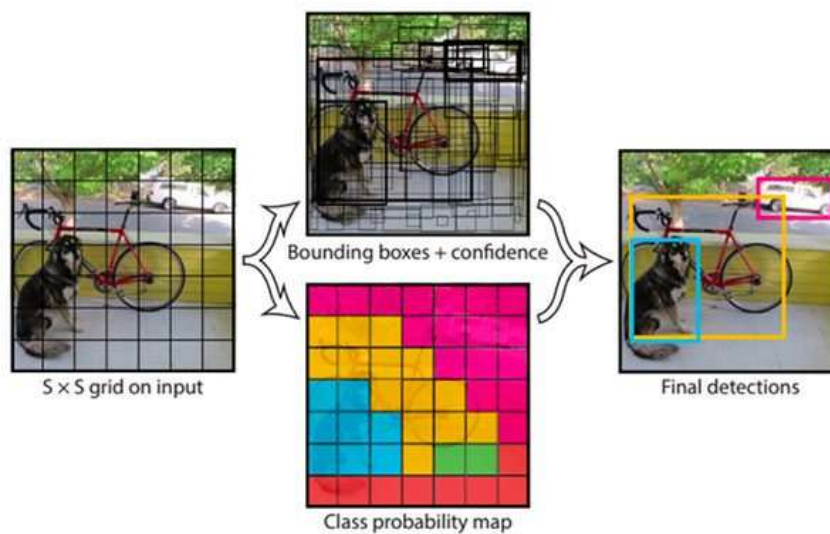 Bounding boxes + confidence
S × S grid on input
Final detections
Class probability map